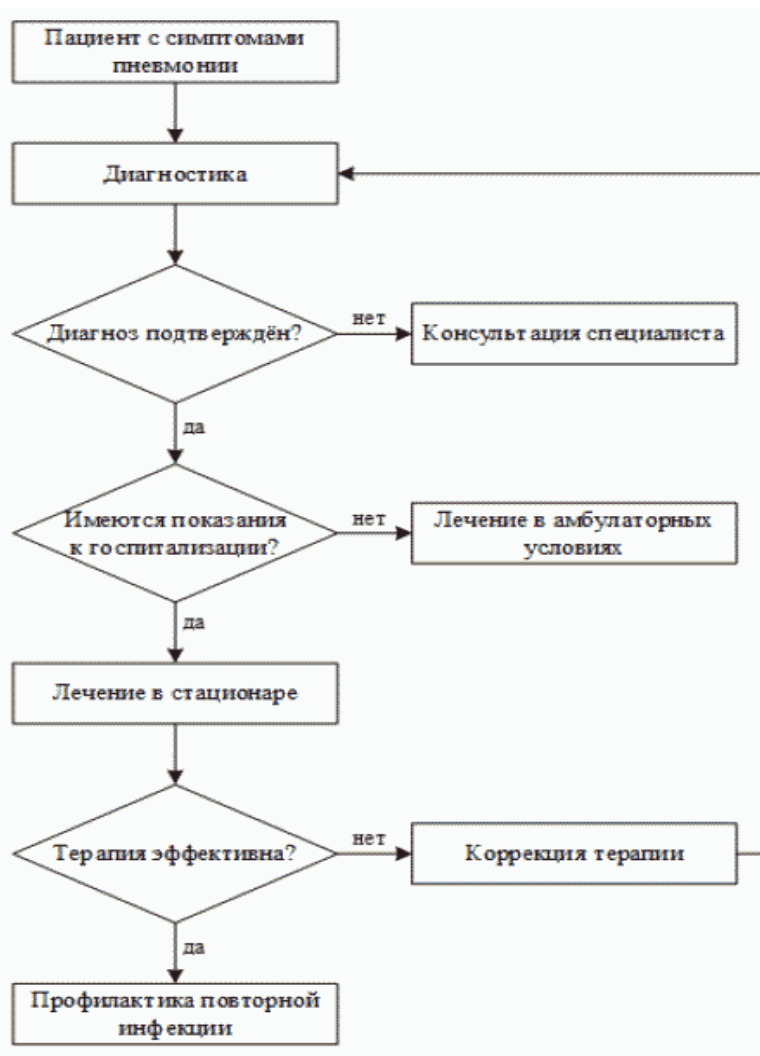 Пациент с симптомами
пневмонии
Диагностика
Диагноз подтверждён?
нет
Консультация специалиста
да
Имеются показания
к госпитализации?
нет
Лечение в амбулаторных
условиях
да
Лечение в стационаре
Терапия эффективна?
нет
Коррекция терапии
да
Профилактика повторной
инфекции